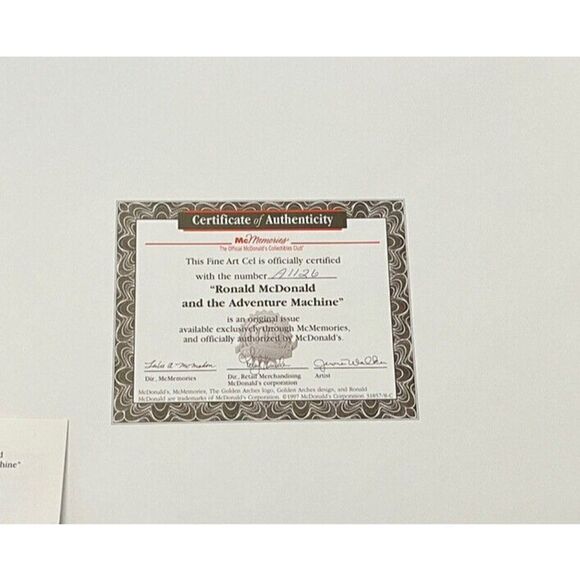 Certificate of Authenticity
McMemories
The Official McDonald's Collectibles Club
This Fine Art Cel is officially certified
with the number A1126
"Ronald McDonald
and the Adventure Machine"
is an original issue
available exclusively through McMemories,
and officially authorized by McDonald's.
Dir, McMemories
Dir, Retail Merchandising
McDonald's corporation
Artist
McDonald's, McMemories, The Golden Arches logo, Golden Arches design, and Ronald
McDonald are trademarks of McDonald's Corporation. ©1997 McDonald's Corporation
hine"